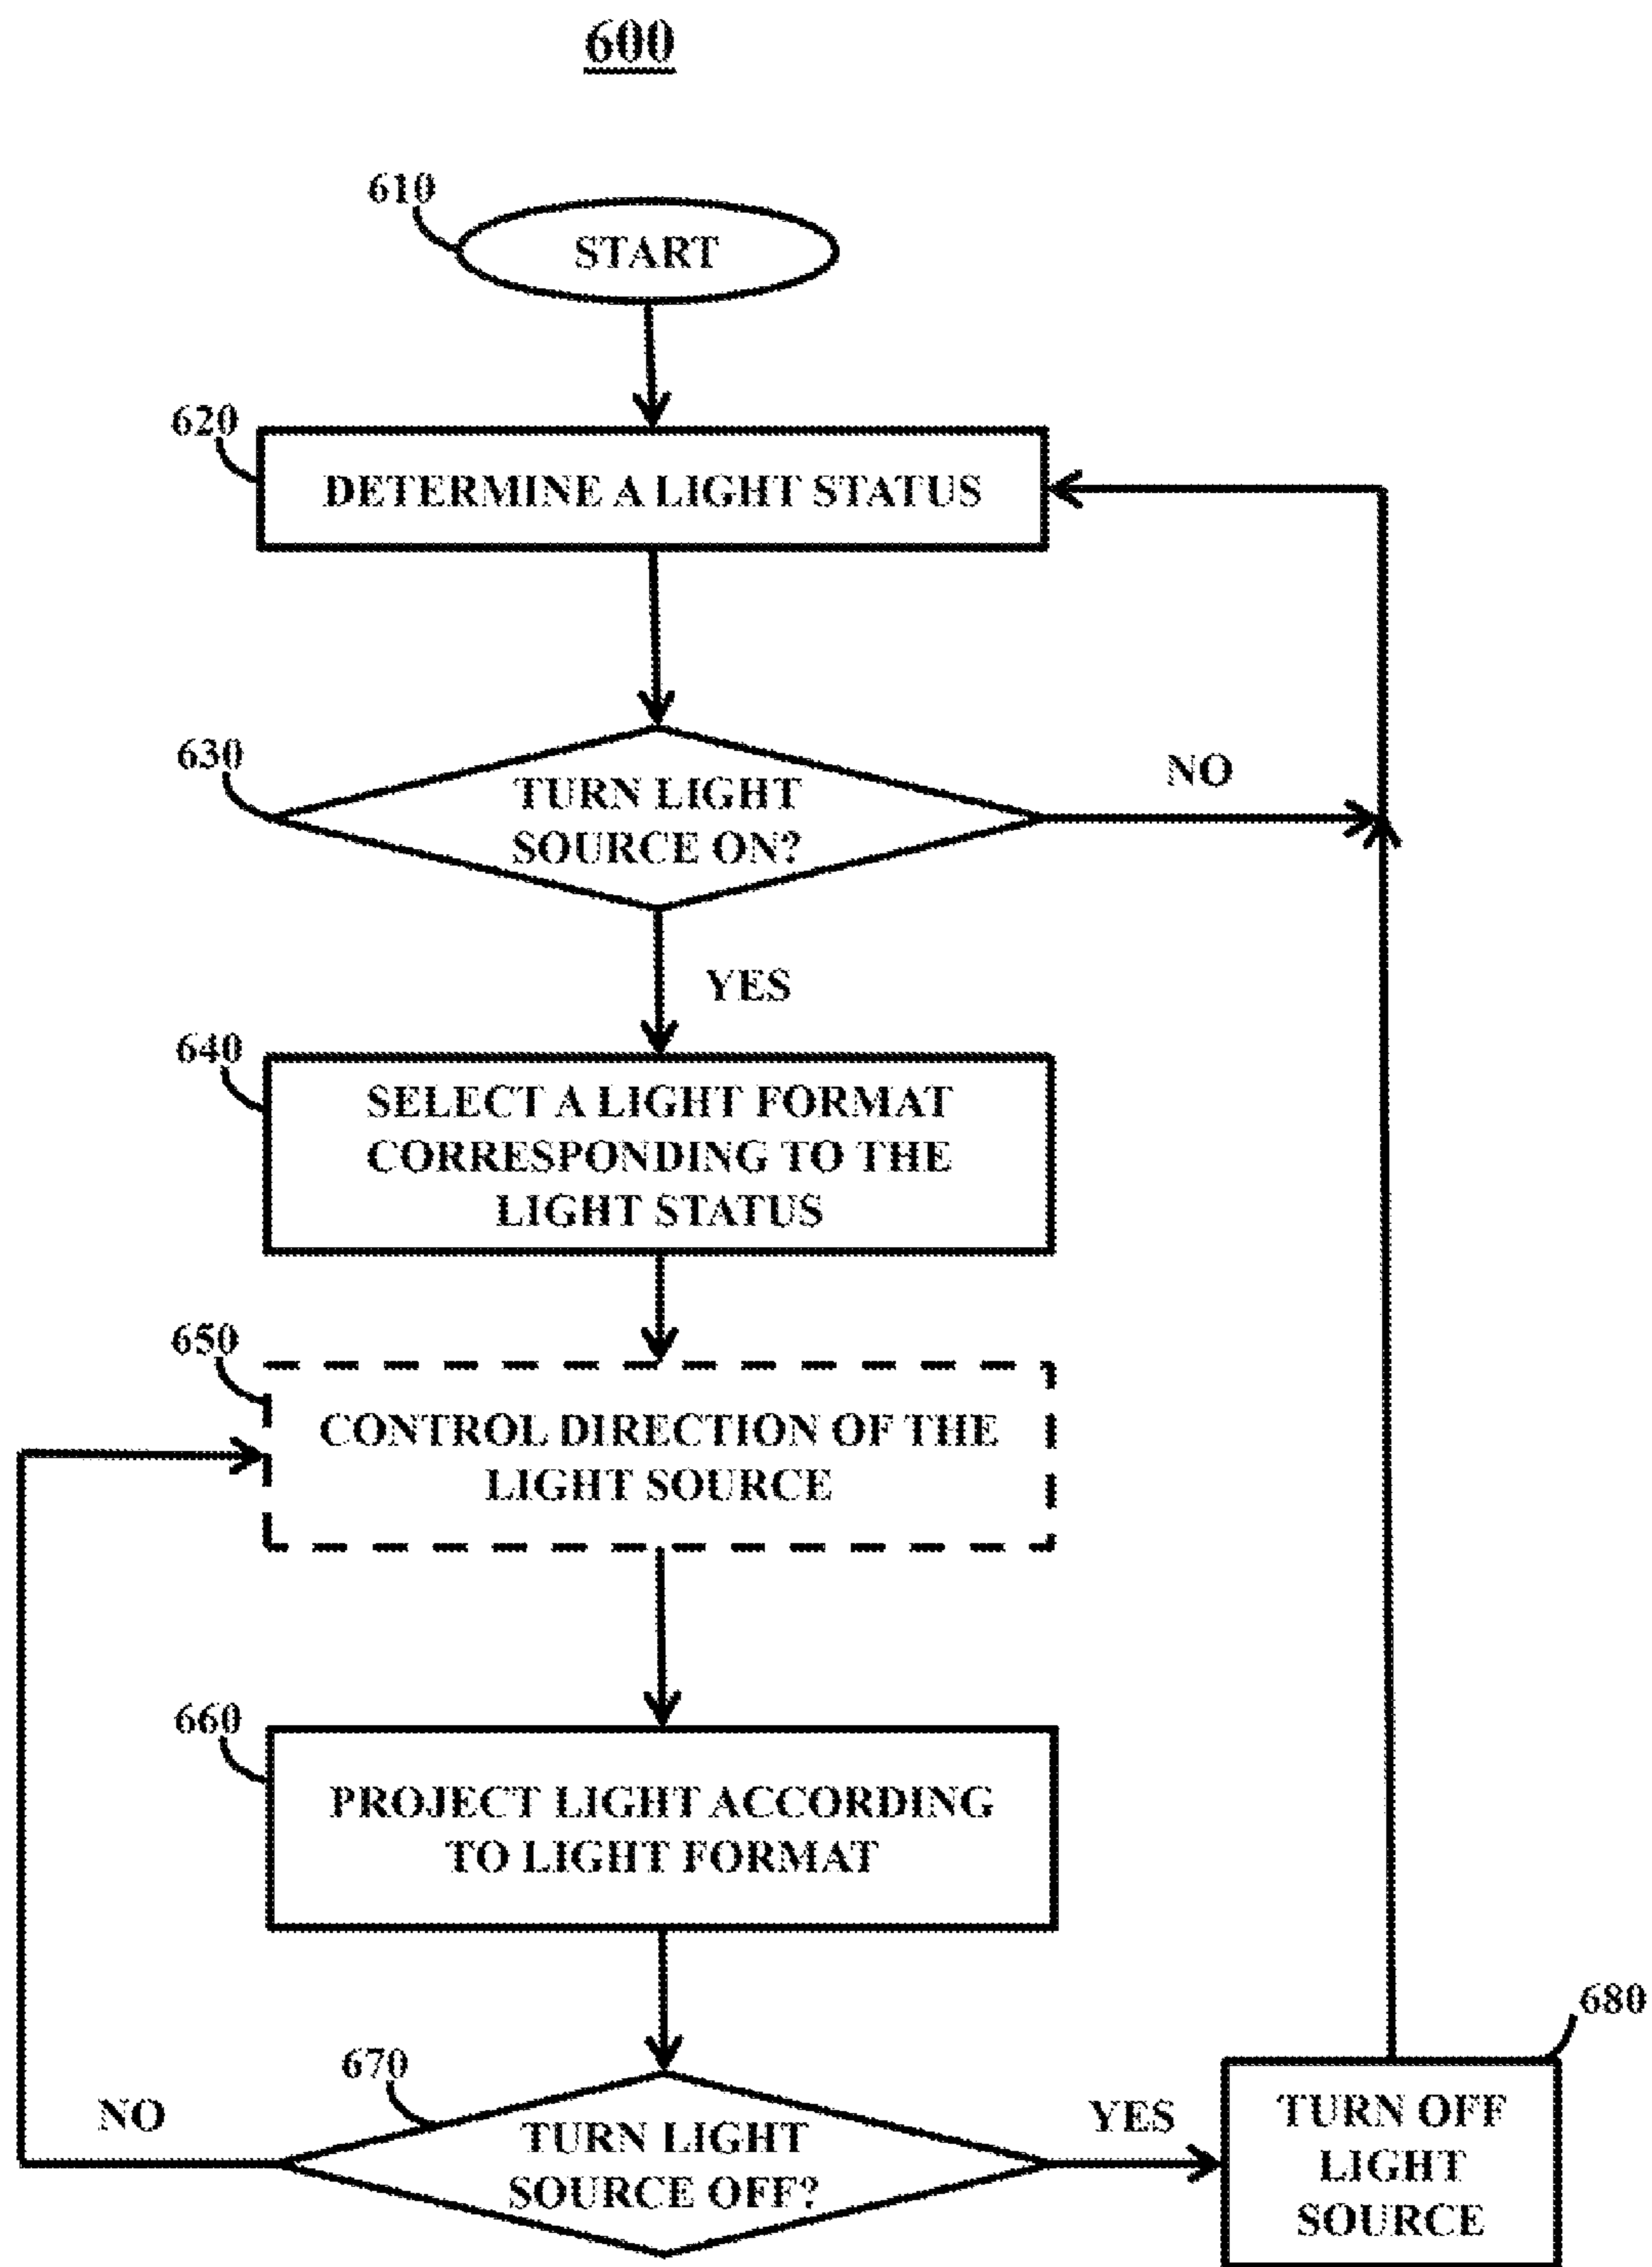 600
610
START
620
DETERMINE A LIGHT STATUS
630
TURN LIGHT
SOURCE ON?
NO
YES
640
SELECT A LIGHT FORMAT
CORRESPONDING TO THE
LIGHT STATUS
650
CONTROL DIRECTION OF THE
LIGHT SOURCE
660
PROJECT LIGHT ACCORDING
TO LIGHT FORMAT
670
TURN LIGHT
SOURCE OFF?
NO
YES
680
TURN OFF
LIGHT
SOURCE